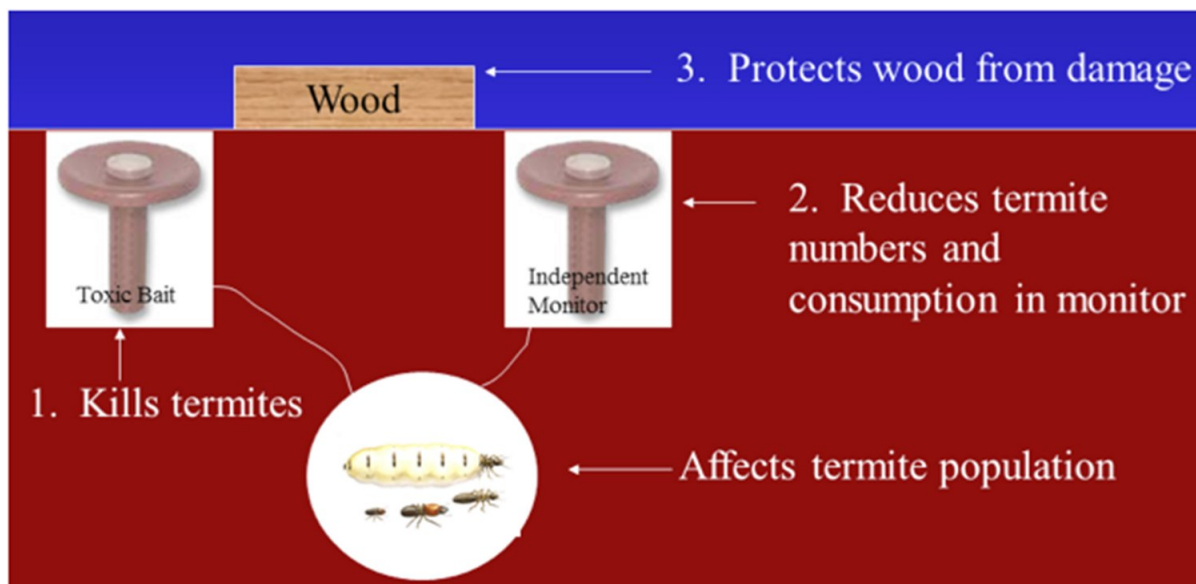 3. Protects wood from damage
Wood
2. Reduces termite
numbers and
consumption in monitor
Toxic Bait
Independent
Monitor
1. Kills termites
Affects termite population